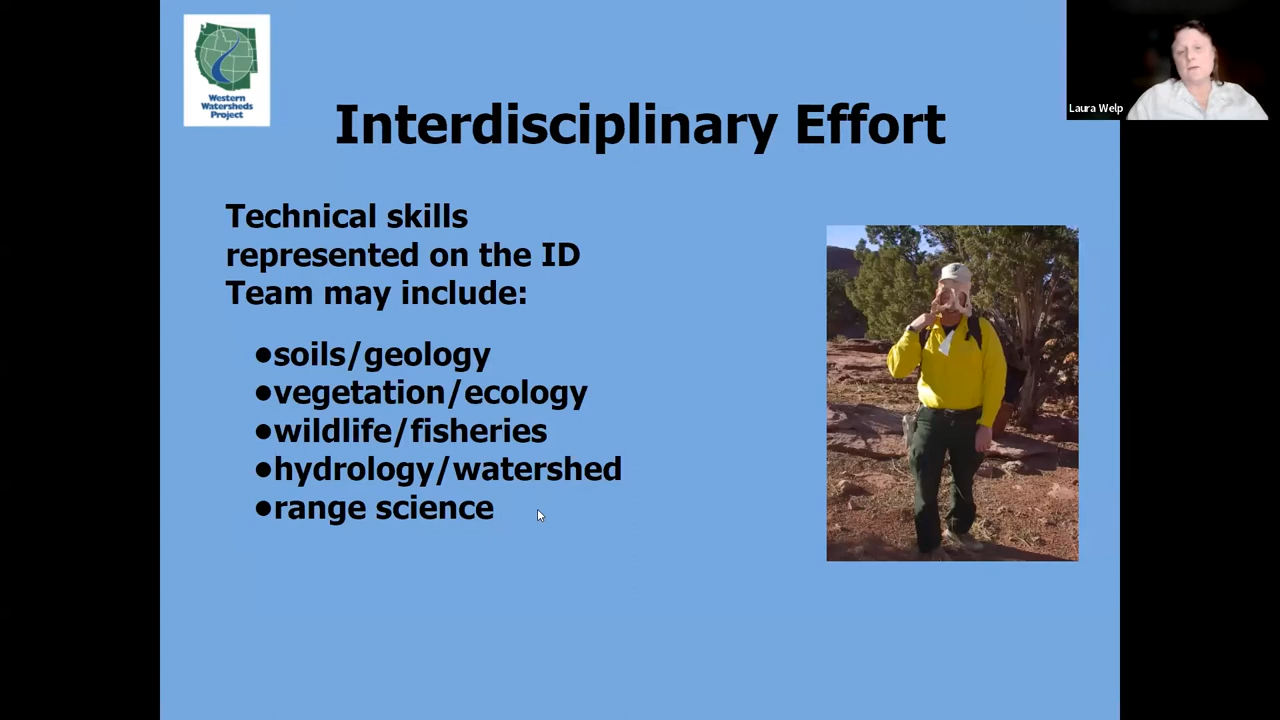 Western
Watersheds
Project
Laura Welp
Interdisciplinary Effort
Technical skills
represented on the ID
Team may include:
•soils/geology
•vegetation/ecology
•wildlife/fisheries
•hydrology/watershed
•range science